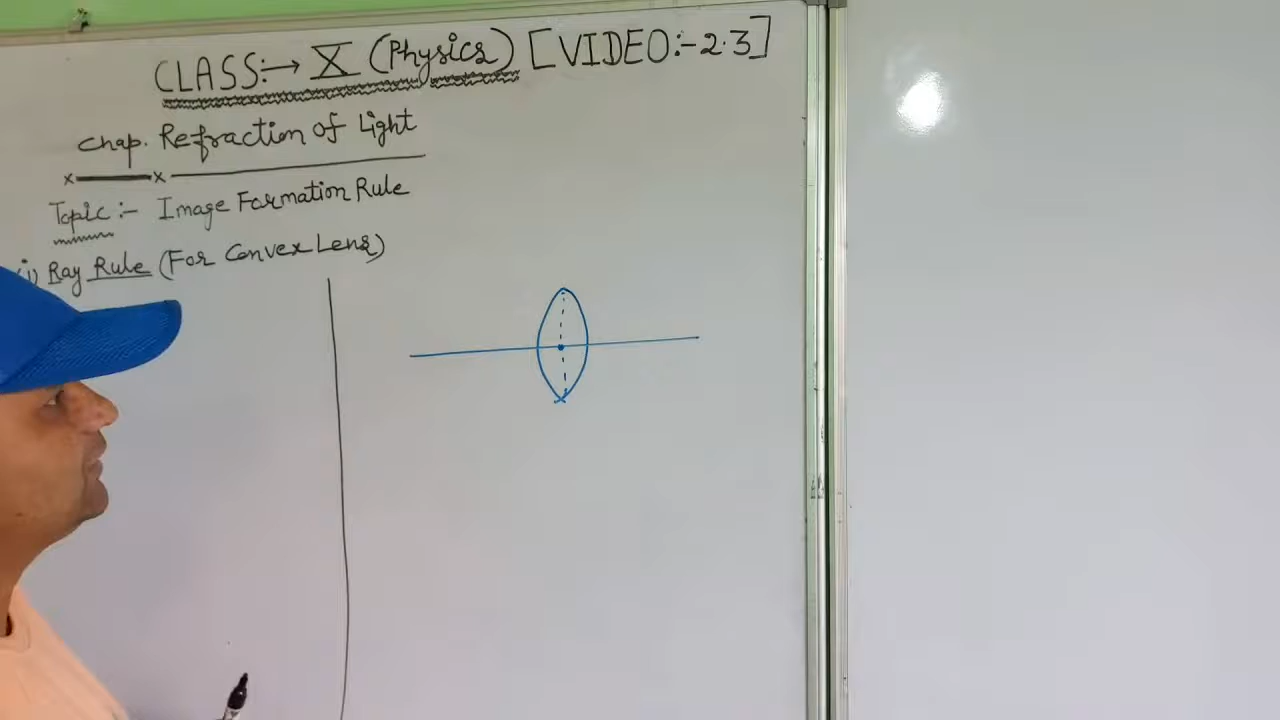 CLASS:→ X (Physics) [VIDEO:-2.3]
Chap. Refraction of Light
Topic:- Image Formation Rule
(i) Ray Rule (For Convex Lens)